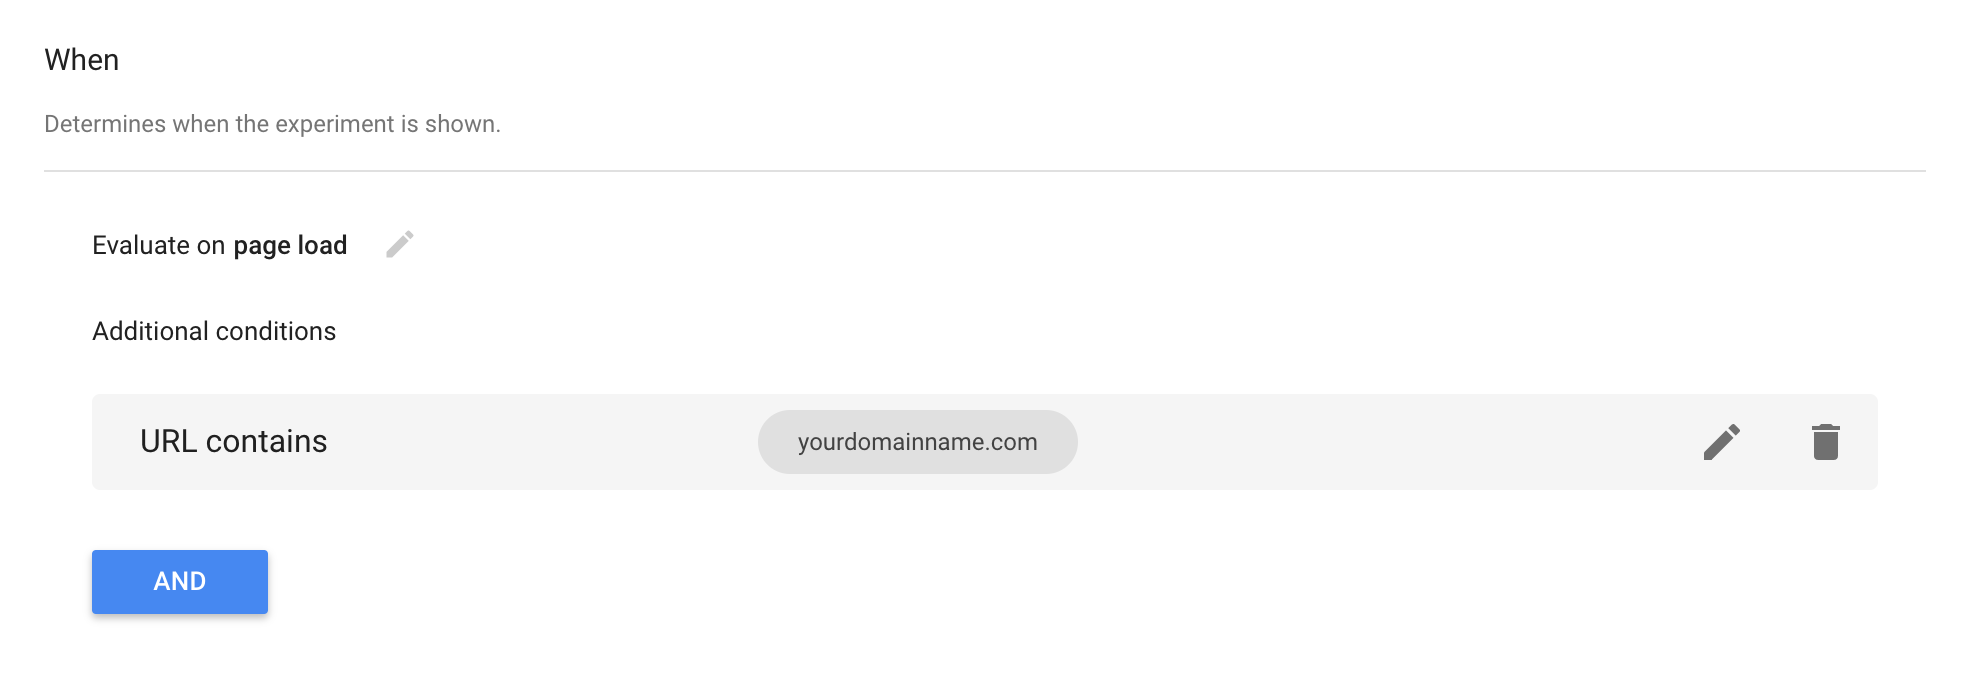 When
Determines when the experiment is shown.
Evaluate on page load
Additional conditions
URL contains yourdomainname.com
AND